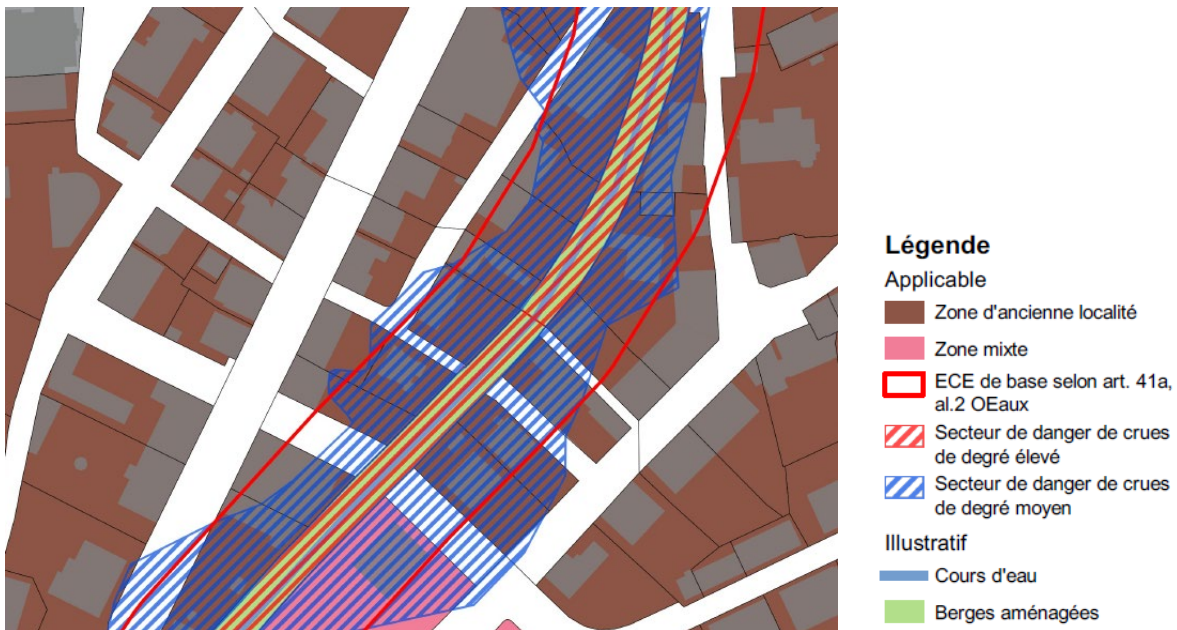 Légende
Applicable
Zone d'ancienne localité
Zone mixte
ECE de base selon art. 41a,
al.2 OEaux
Secteur de danger de crues
de degré élevé
Secteur de danger de crues
de degré moyen
Illustratif
Cours d'eau
Berges aménagées